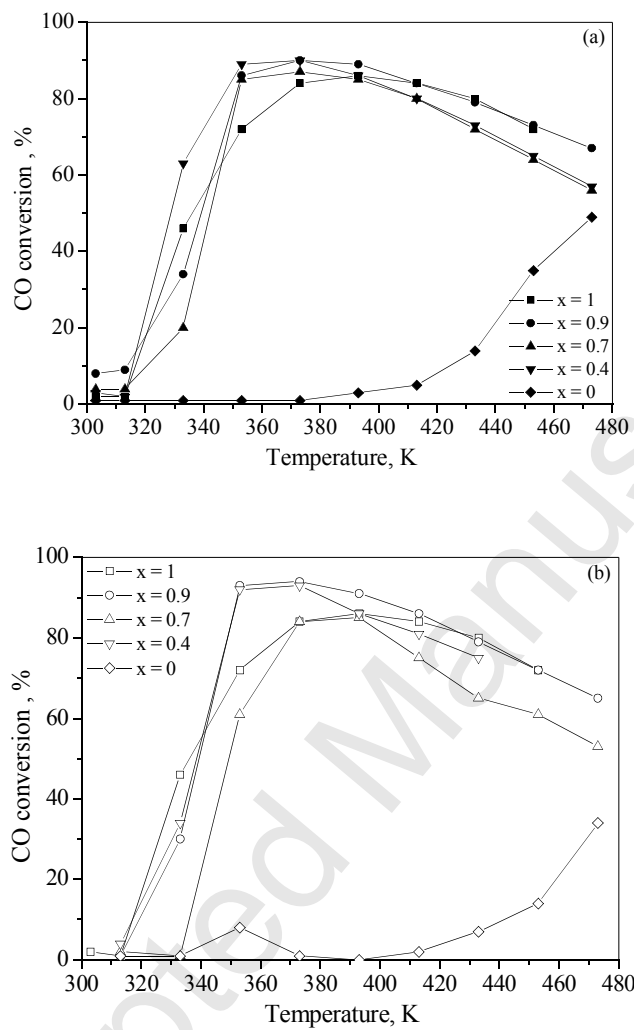 (a)
100
80
60
40
20
0
CO conversion , %
x = 1
x = 0.9
x = 0.7
x = 0.4
x = 0
300 320 340 360 380 400 420 440 460 480
Temperature, K
(b)
100
80
60
40
20
0
CO conversion , %
x = 1
x = 0.9
x = 0.7
x = 0.4
x = 0
300 320 340 360 380 400 420 440 460 480
Temperature, K
pted Manus